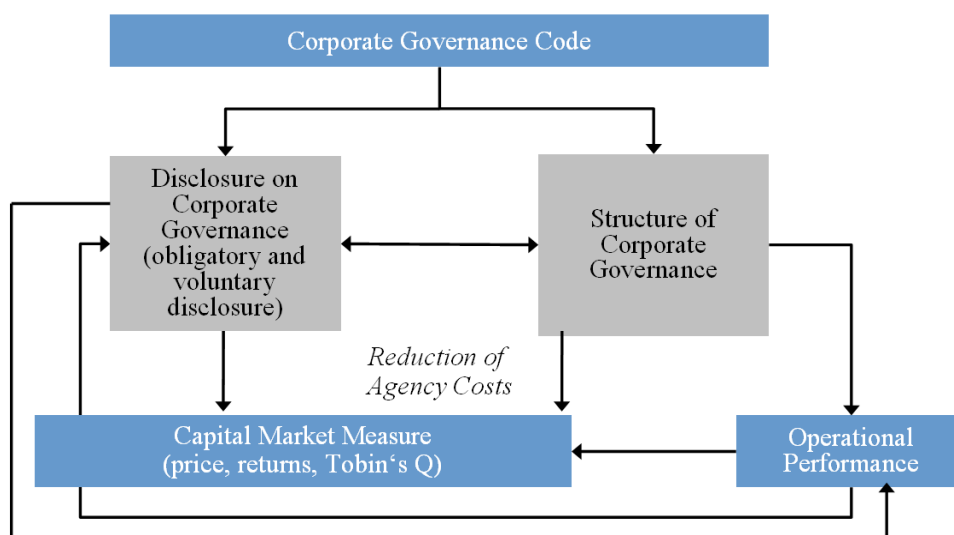 Corporate Governance Code
Disclosure on
Corporate
Governance
(obligatory and
voluntary
disclosure)
Structure of
Corporate
Governance
Reduction of
Agency Costs
Capital Market Measure
(price, returns, Tobin‘s Q)
Operational
Performance